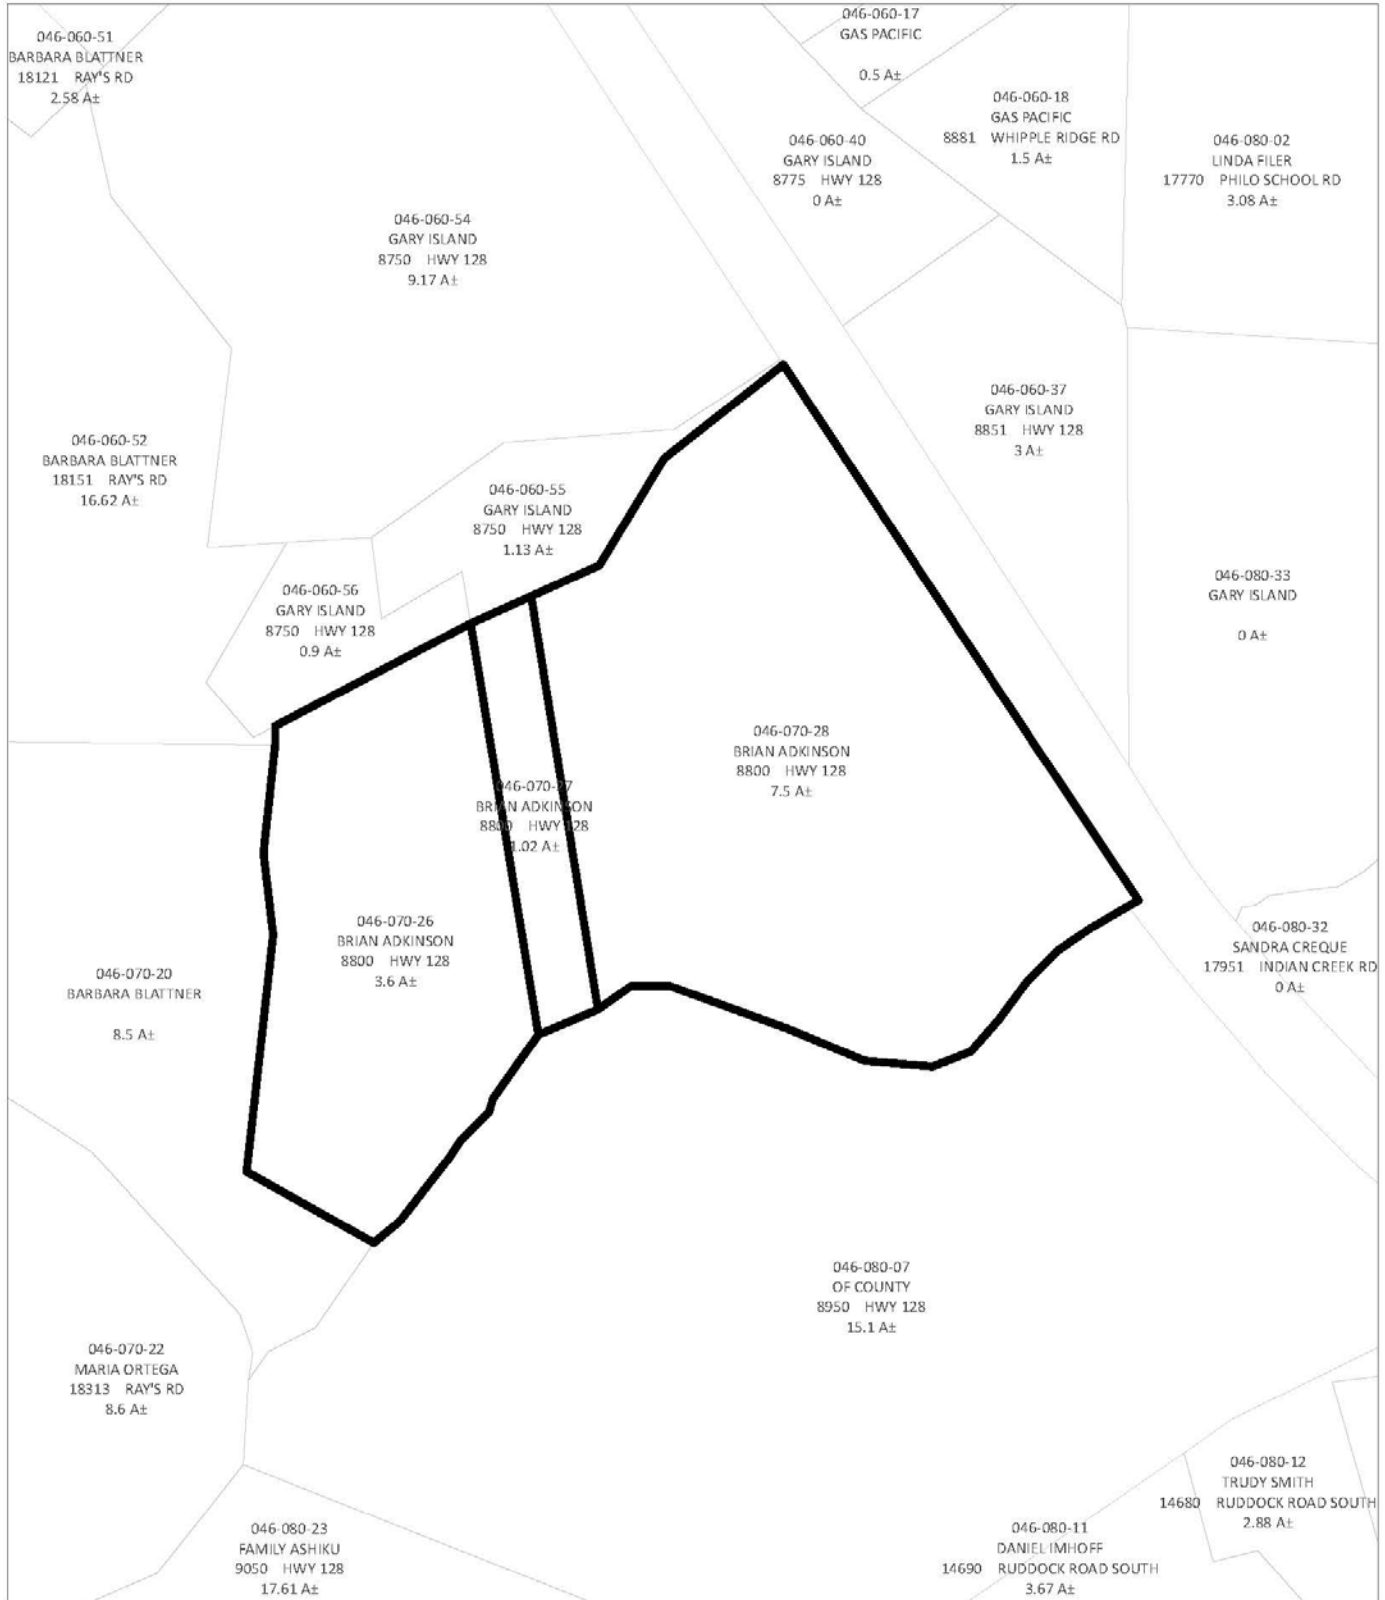 046-060-51
BARBARA BLATTNER
18121 RAY'S RD
2.58 A±
046-060-17
GAS PACIFIC
0.5 A±
046-060-18
GAS PACIFIC
8881 WHIPPLE RIDGE RD
1.5 A±
046-060-40
GARY ISLAND
8775 HWY 128
0 A±
046-080-02
LINDA FILER
17770 PHILO SCHOOL RD
3.08 A±
046-060-54
GARY ISLAND
8750 HWY 128
9.17 A±
046-060-37
GARY ISLAND
8851 HWY 128
3 A±
046-060-52
BARBARA BLATTNER
18151 RAY'S RD
16.62 A±
046-060-55
GARY ISLAND
8750 HWY 128
1.13 A±
046-080-33
GARY ISLAND
0 A±
046-060-56
GARY ISLAND
8750 HWY 128
0.9 A±
046-070-28
BRIAN ADKINSON
8800 HWY 128
7.5 A±
046-070-27
BRIAN ADKINSON
8800 HWY 128
1.02 A±
046-070-26
BRIAN ADKINSON
8800 HWY 128
3.6 A±
046-080-32
SANDRA CREQUE
17951 INDIAN CREEK RD
0 A±
046-070-20
BARBARA BLATTNER
8.5 A±
046-080-07
OF COUNTY
8950 HWY 128
15.1 A±
046-070-22
MARIA ORTEGA
18313 RAY'S RD
8.6 A±
046-080-12
TRUDY SMITH
14680 RUDDOCK ROAD SOUTH
2.88 A±
046-080-23
FAMILY ASHIKU
9050 HWY 128
17.61 A±
046-080-11
DANIEL IMHOFF
14690 RUDDOCK ROAD SOUTH
3.67 A±